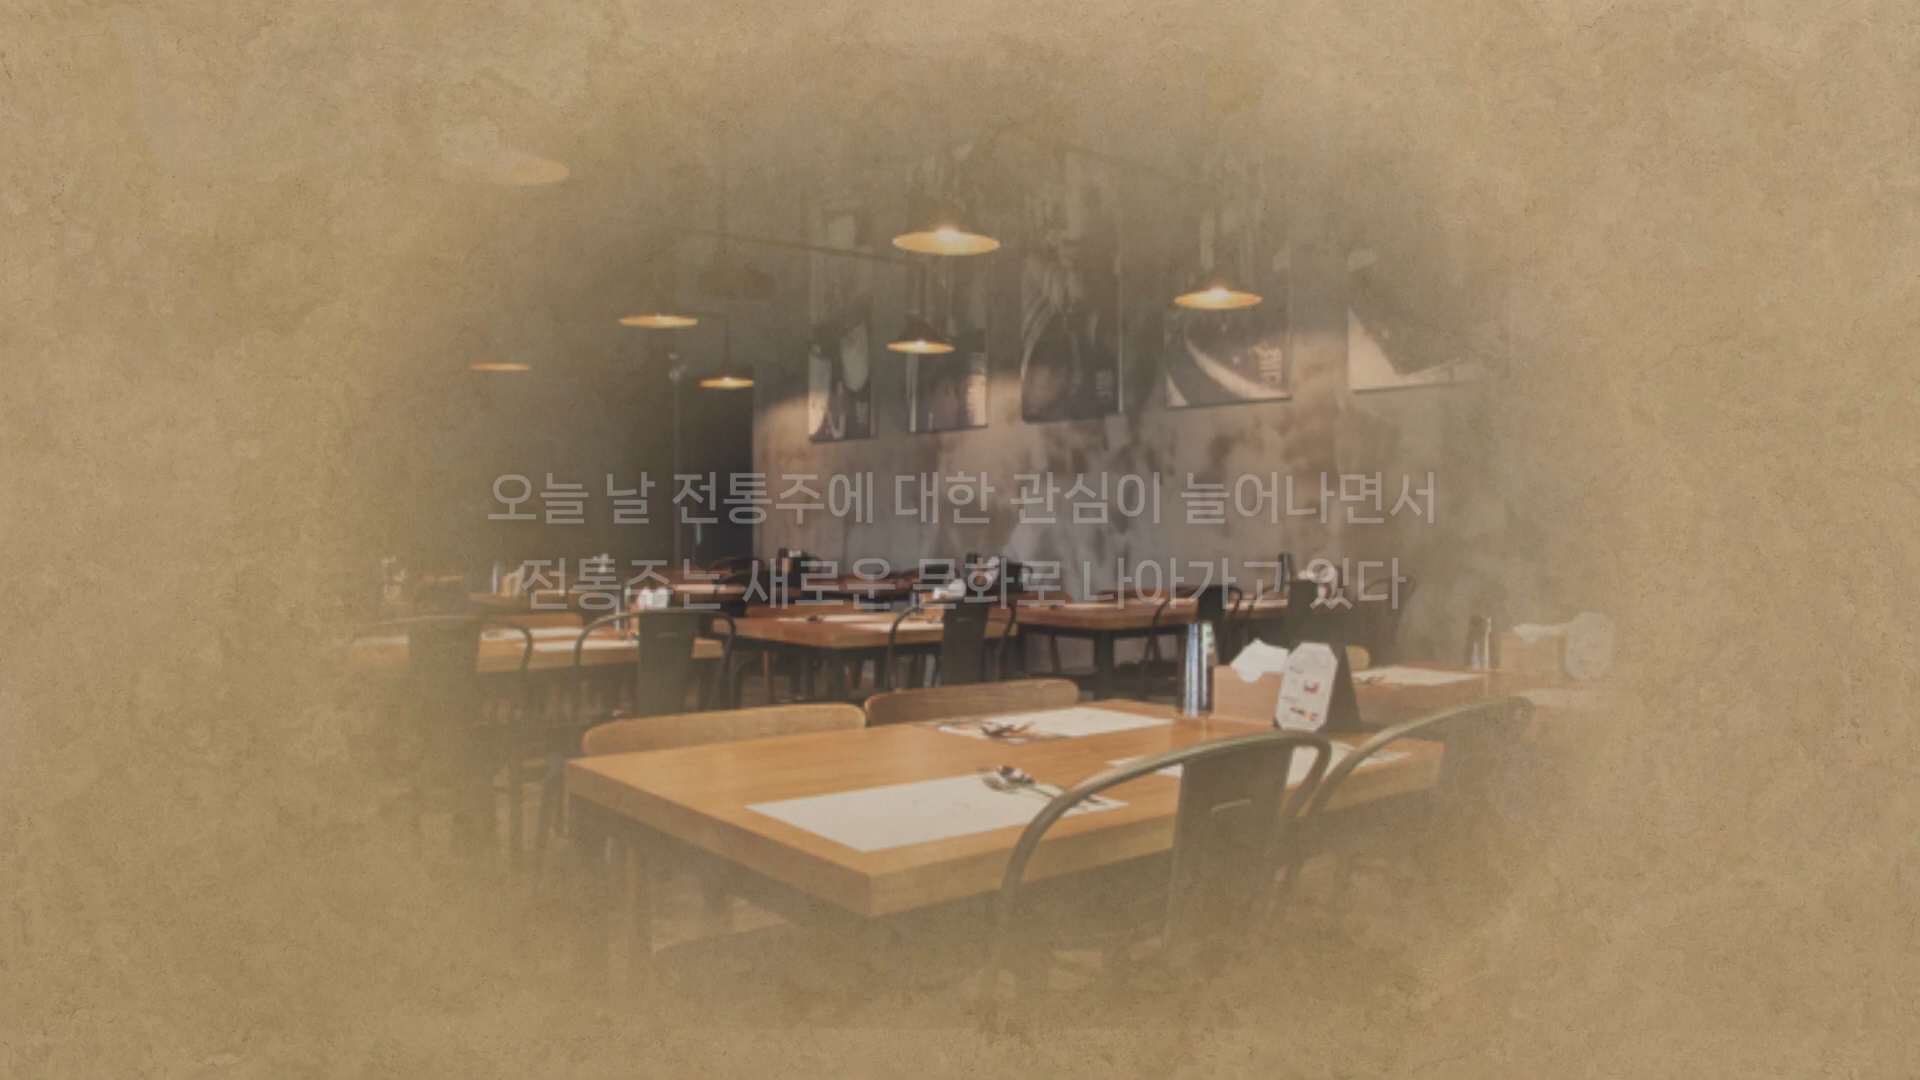 오늘 날 전통주에 대한 관심이 늘어나면서
전통주는 새로운 문화로 나아가고 있다